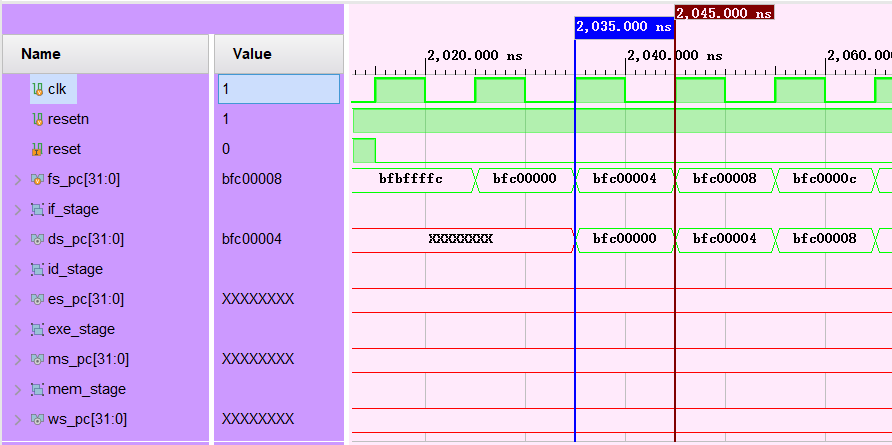 2,045.000 ns
2,035.000 ns
Name Value 2,020.000 ns 2,040.000 ns 2,060.000
clk 1
resetn 1
reset 0
fs_pc[31:0] bfc00008 bfbffffc bfc00000 bfc00004 bfc00008 bfc0000c
if_stage
ds_pc[31:0] bfc00004 XXXXXXXX bfc00000 bfc00004 bfc00008
id_stage
es_pc[31:0] XXXXXXXX
exe_stage
ms_pc[31:0] XXXXXXXX
mem_stage
ws_pc[31:0] XXXXXXXX